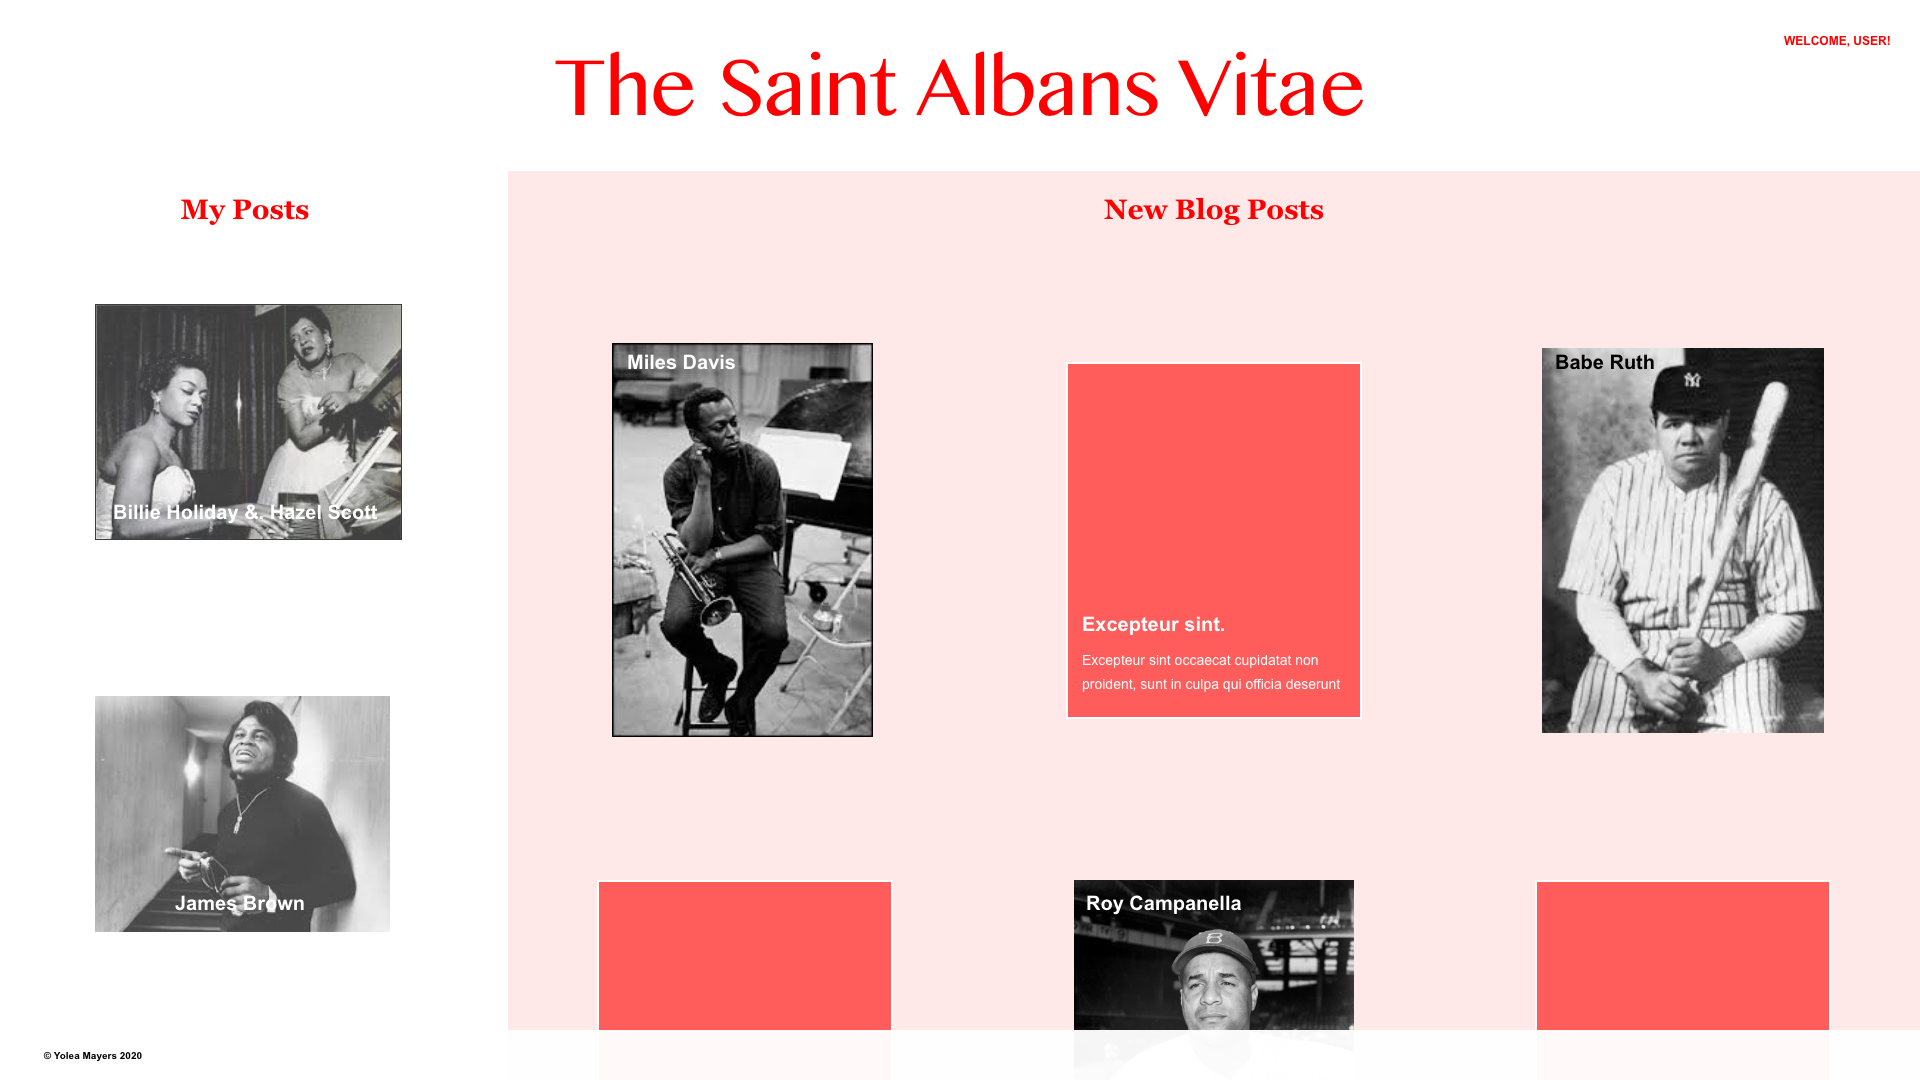 WELCOME, USER!
The Saint Albans Vitae
My Posts
New Blog Posts
Billie Holiday &. Hazel Scott
James Brown
Miles Davis
Excepteur sint.
Excepteur sint occaecat cupidatat non
proident, sunt in culpa qui officia deserunt
Babe Ruth
NY
Roy Campanella
B
© Yolea Mayers 2020